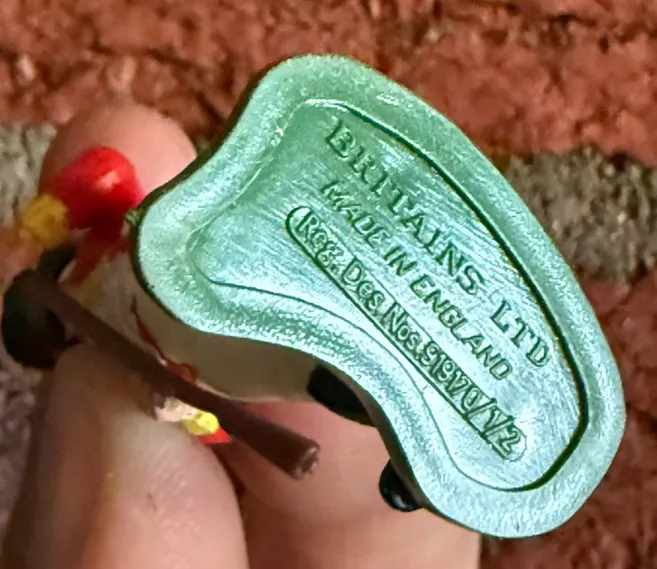 BRITAINS LTD
MADE IN ENGLAND
Reg. Des. Nos. 919170/1/2